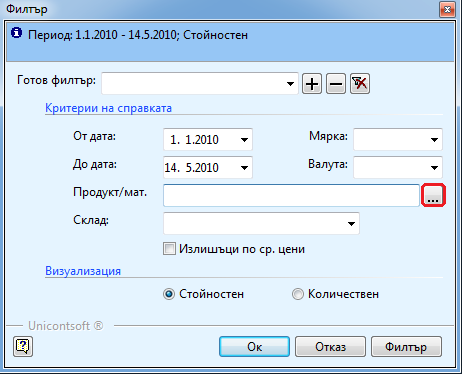 Филтър
Период: 1.1.2010 - 14.5.2010; Стойностен
Готов филтър:
Критерии на справката
От дата: 1. 1.2010 Мярка:
До дата: 14. 5.2010 Валута:
Продукт/мат. ...
Склад:
Излишъци по ср. цени
Визуализация
Стойностен Количествен
Unicontsoft ®
? Ок Отказ Филтър